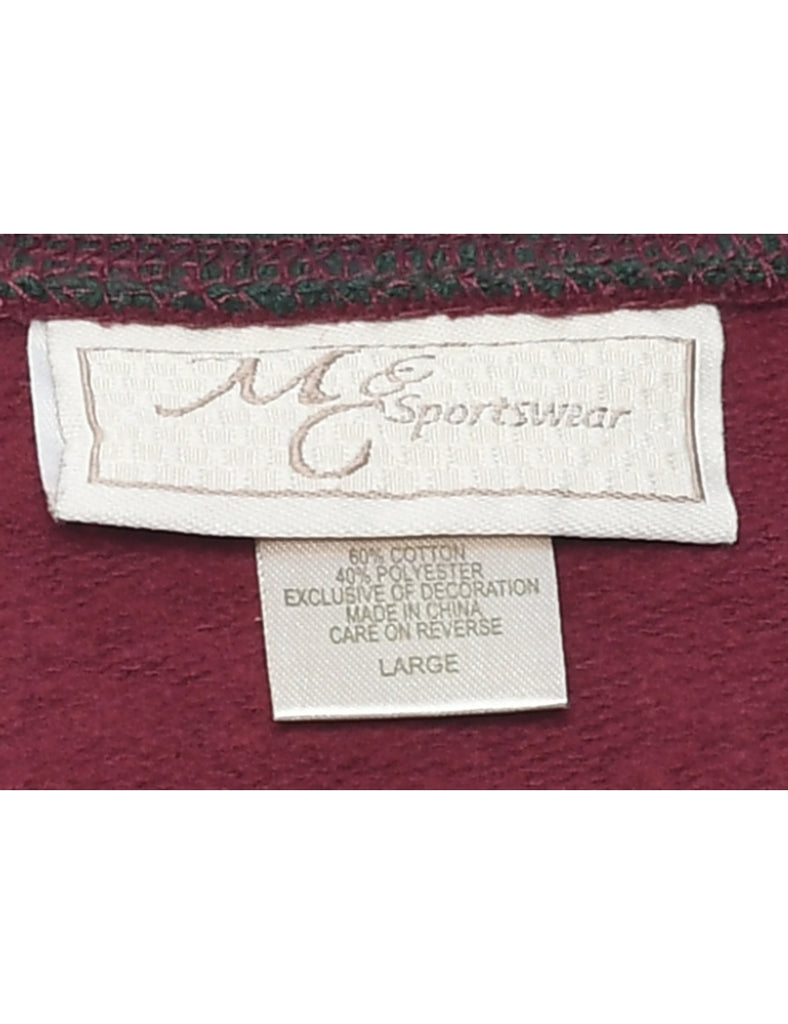 M&C Sportswear
60% COTTON
40% POLYESTER
EXCLUSIVE OF DECORATION
MADE IN CHINA
CARE ON REVERSE
LARGE